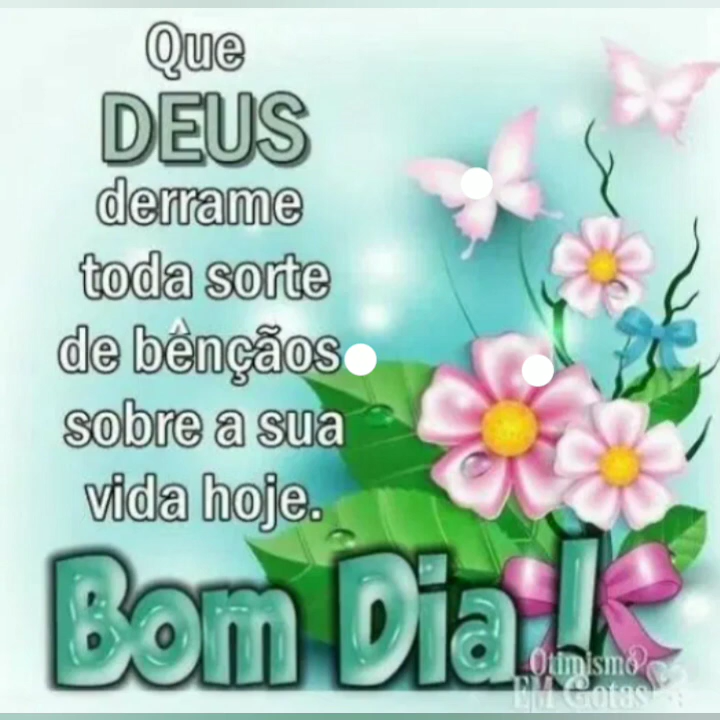 Que
DEUS
derrame
toda sorte
de bênçãos
sobre a sua
vida hoje.
Bom Dia !
Otimismo
EM Gotas